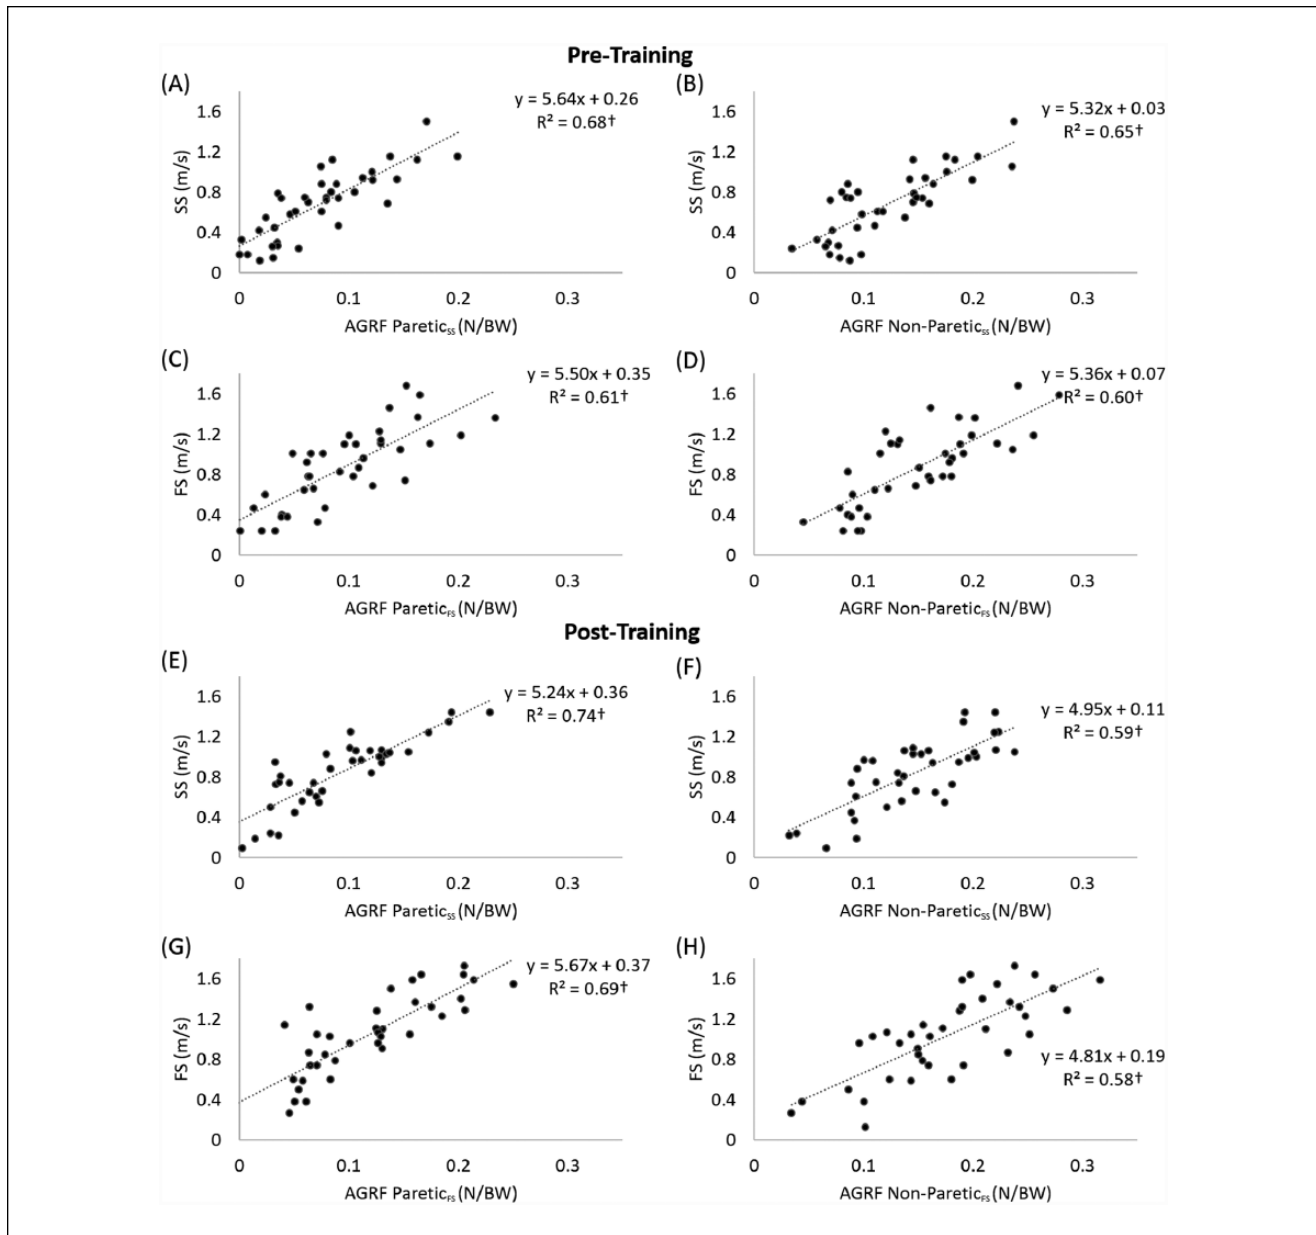 Pre-Training
(A)
y = 5.64x + 0.26
R² = 0.68†
1.6
1.2
0.8
0.4
0
SS (m/s)
0 0.1 0.2 0.3
AGRF Paretic_SS (N/BW)
(B)
y = 5.32x + 0.03
R² = 0.65†
1.6
1.2
0.8
0.4
0
SS (m/s)
0 0.1 0.2 0.3
AGRF Non-Paretic_SS (N/BW)
(C)
y = 5.50x + 0.35
R² = 0.61†
1.6
1.2
0.8
0.4
0
FS (m/s)
0 0.1 0.2 0.3
AGRF Paretic_FS (N/BW)
(D)
y = 5.36x + 0.07
R² = 0.60†
1.6
1.2
0.8
0.4
0
FS (m/s)
0 0.1 0.2 0.3
AGRF Non-Paretic_FS (N/BW)
Post-Training
(E)
y = 5.24x + 0.36
R² = 0.74†
1.6
1.2
0.8
0.4
0
SS (m/s)
0 0.1 0.2 0.3
AGRF Paretic_SS (N/BW)
(F)
y = 4.95x + 0.11
R² = 0.59†
1.6
1.2
0.8
0.4
0
SS (m/s)
0 0.1 0.2 0.3
AGRF Non-Paretic_SS (N/BW)
(G)
y = 5.67x + 0.37
R² = 0.69†
1.6
1.2
0.8
0.4
0
FS (m/s)
0 0.1 0.2 0.3
AGRF Paretic_FS (N/BW)
(H)
1.6
1.2
0.8
0.4
0
FS (m/s)
y = 4.81x + 0.19
R² = 0.58†
0 0.1 0.2 0.3
AGRF Non-Paretic_FS (N/BW)